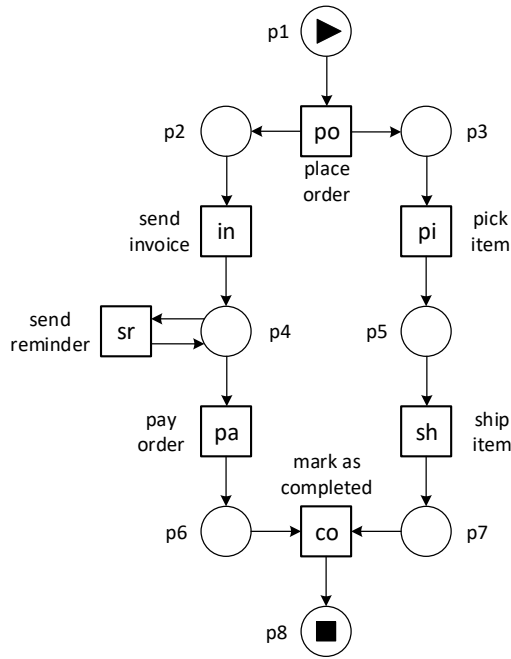 p1
p2
po
p3
place
order
send
invoice
in
pi
pick
item
send
reminder
sr
p4
p5
pay
order
pa
sh
ship
item
mark as
completed
p6
co
p7
p8